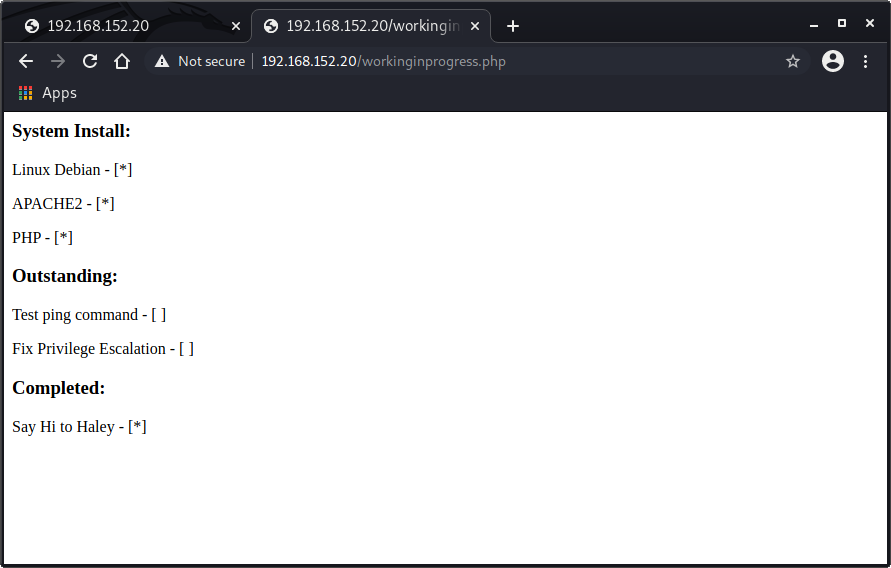 192.168.152.20
192.168.152.20/workingin
Not secure
192.168.152.20/workinginprogress.php
Apps
System Install:
Linux Debian - [*]
APACHE2 - [*]
PHP - [*]
Outstanding:
Test ping command - [ ]
Fix Privilege Escalation - [ ]
Completed:
Say Hi to Haley - [*]